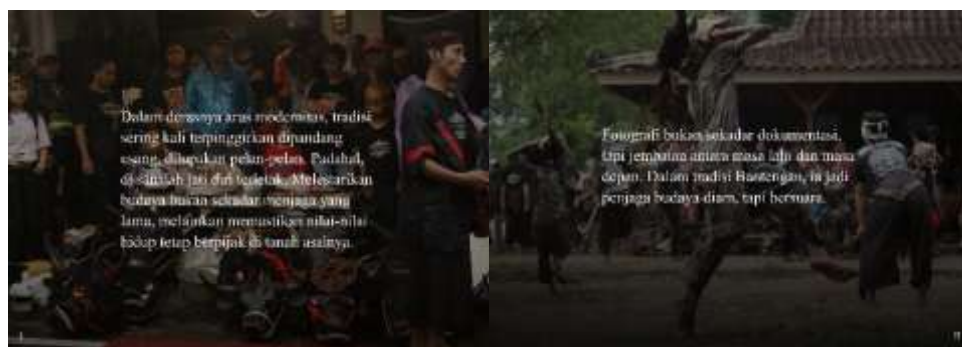 Dalam derasnya arus modernitas, tradisi
sering kali terpinggirkan dipandang
usang, dilupakan pelan-pelan. Padahal,
di sanalah jati diri terletak. Melestarikan
budaya bukan sekadar menjaga yang
lama, melainkan memastikan nilai-nilai
hidup tetap berpijak di tanah asalnya.
Fotografi bukan sekadar dokumentasi,
tapi jembatan antara masa lalu dan masa
depan. Dalam tradisi Bantengan, ia jadi
penjaga budaya diam, tapi bersuara.